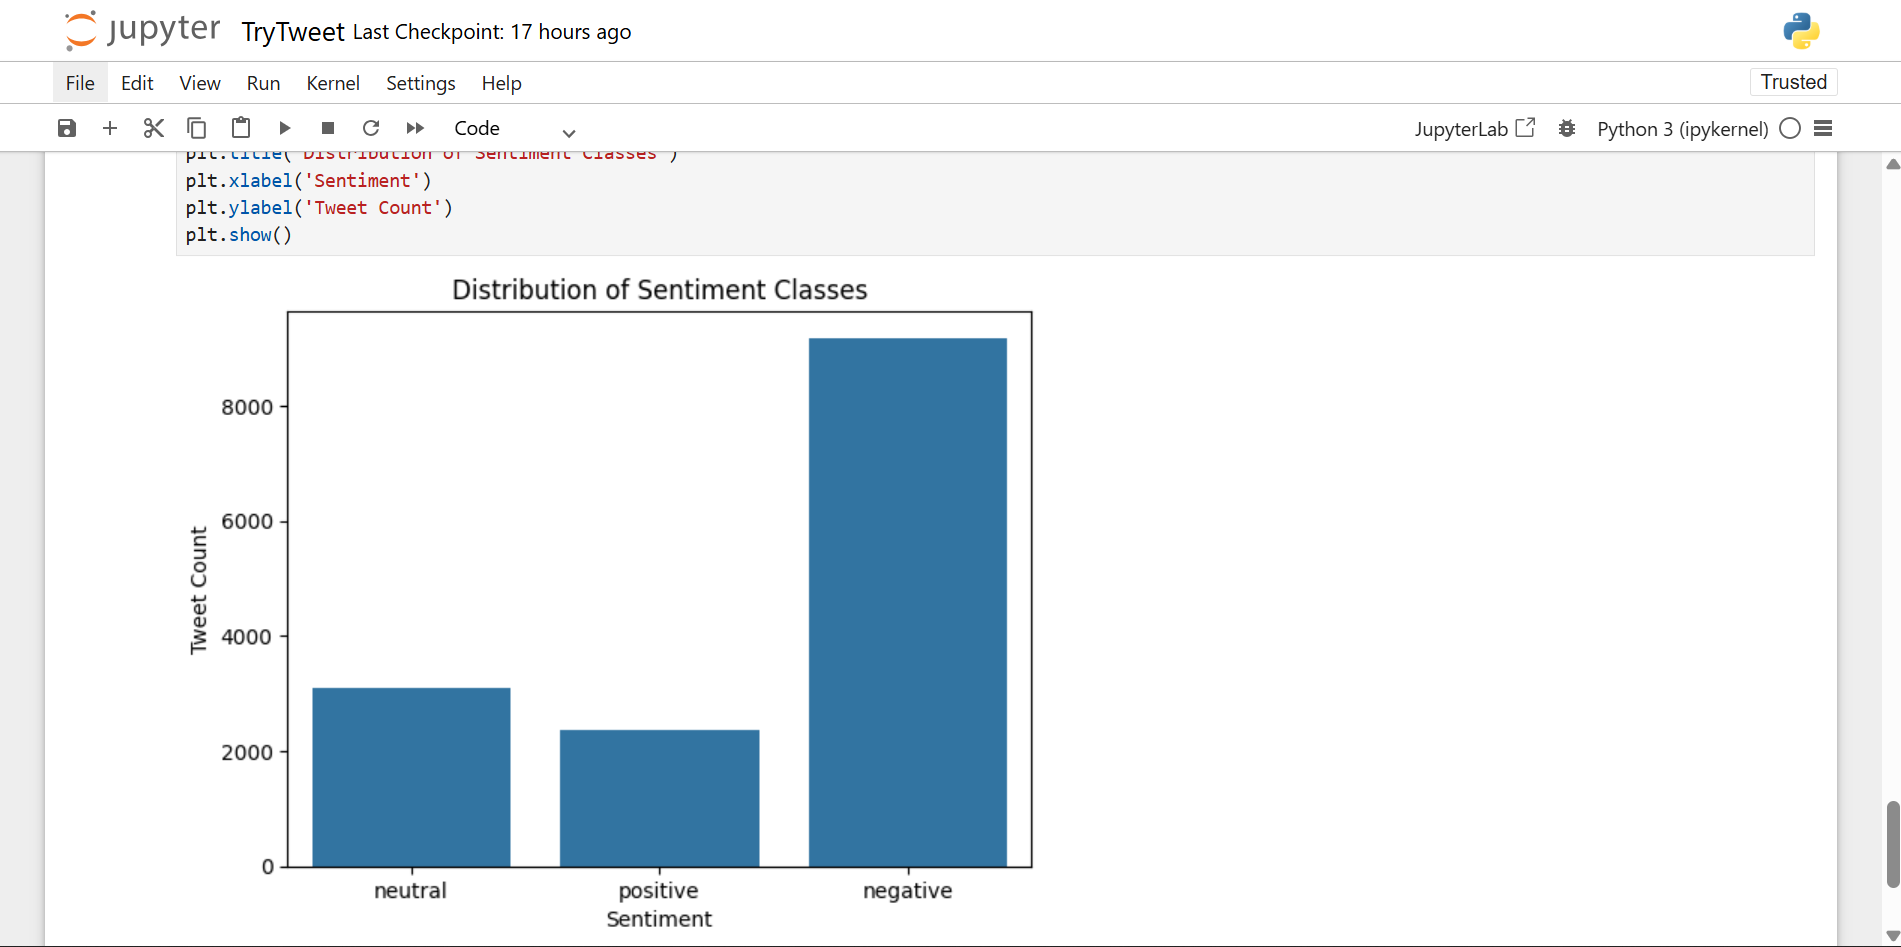 jupyter TryTweet Last Checkpoint: 17 hours ago
File Edit View Run Kernel Settings Help
Trusted
Code
JupyterLab Python 3 (ipykernel)
plt.title('Distribution of Sentiment Classes')
plt.xlabel('Sentiment')
plt.ylabel('Tweet Count')
plt.show()
Distribution of Sentiment Classes
8000
6000
4000
2000
0
Tweet Count
neutral positive negative
Sentiment